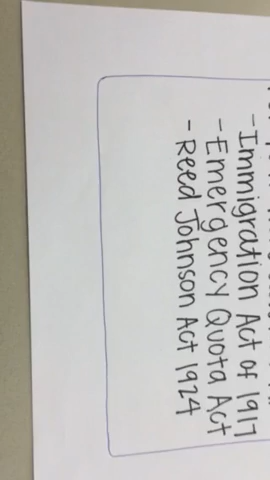 -Immigration Act of 1917
-Emergency Quota Act
-Reed Johnson Act 1924